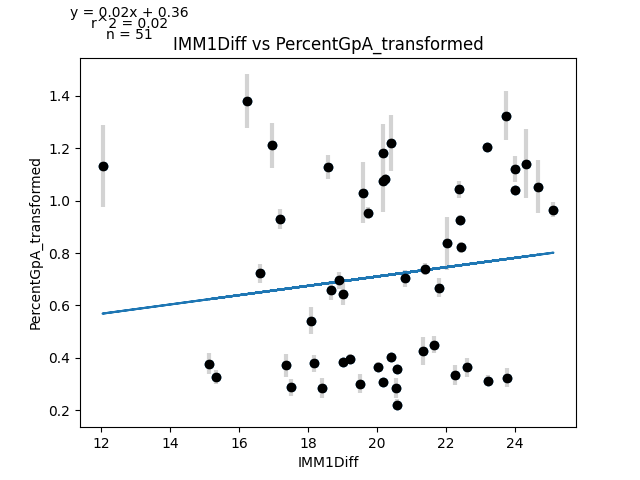 y = 0.02x + 0.36
r^2 = 0.02
n = 51
IMM1Diff vs PercentGpA_transformed
PercentGpA_transformed
1.4
1.2
1.0
0.8
0.6
0.4
0.2
12 14 16 18 20 22 24
IMM1Diff